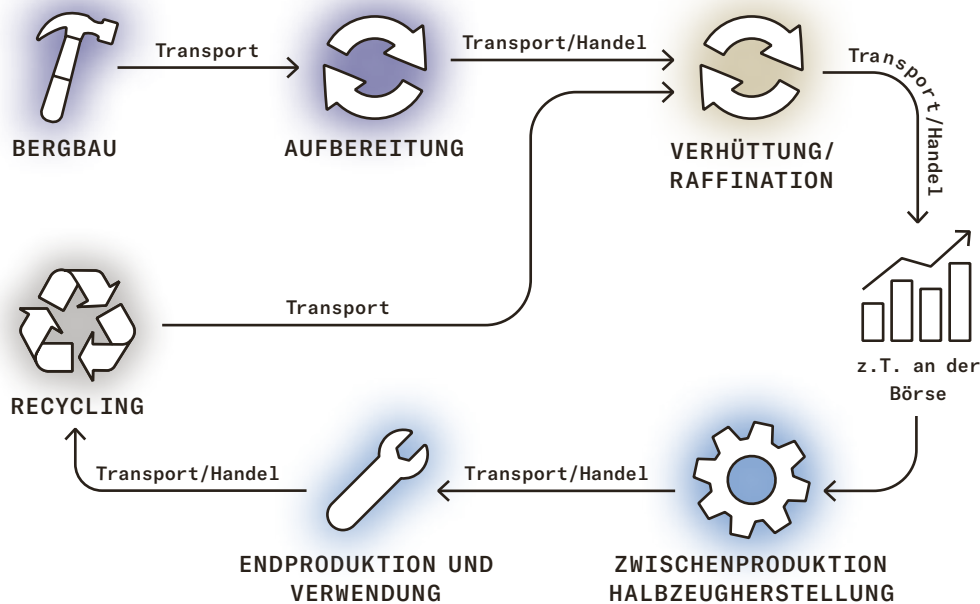 Transport
Transport/Handel
Transport/Handel
BERGBAU
AUFBEREITUNG
VERHÜTTUNG/
RAFFINATION
Transport
z.T. an der
Börse
RECYCLING
Transport/Handel
Transport/Handel
ENDPRODUKTION UND
VERWENDUNG
ZWISCHENPRODUKTION
HALBZEUGHERSTELLUNG